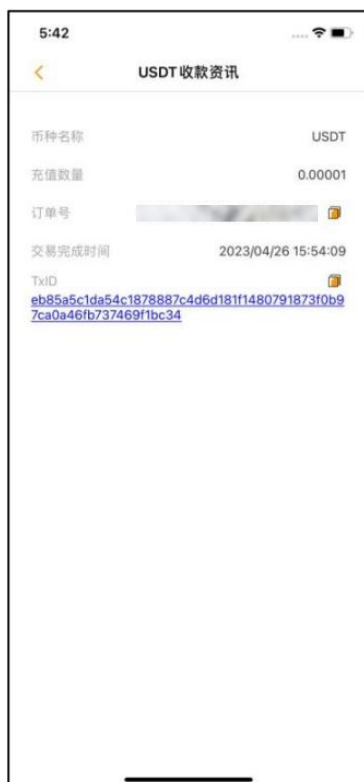 5:42
USDT收款资讯
币种名称 USDT
充值数量 0.00001
订单号
交易完成时间 2023/04/26 15:54:09
TxID
eb85a5c1da54c1878887c4d6d181f1480791873f0b9
7ca0a46fb737469f1bc34